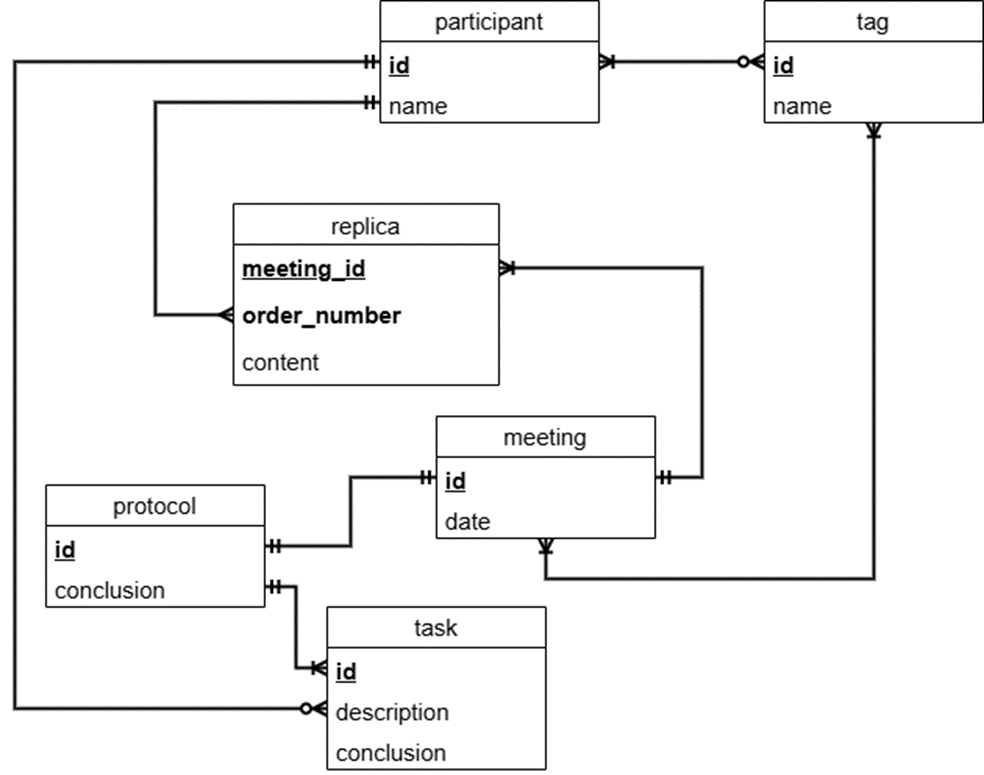 participant
id
name
tag
id
name
replica
meeting_id
order_number
content
meeting
id
date
protocol
id
conclusion
task
id
description
conclusion